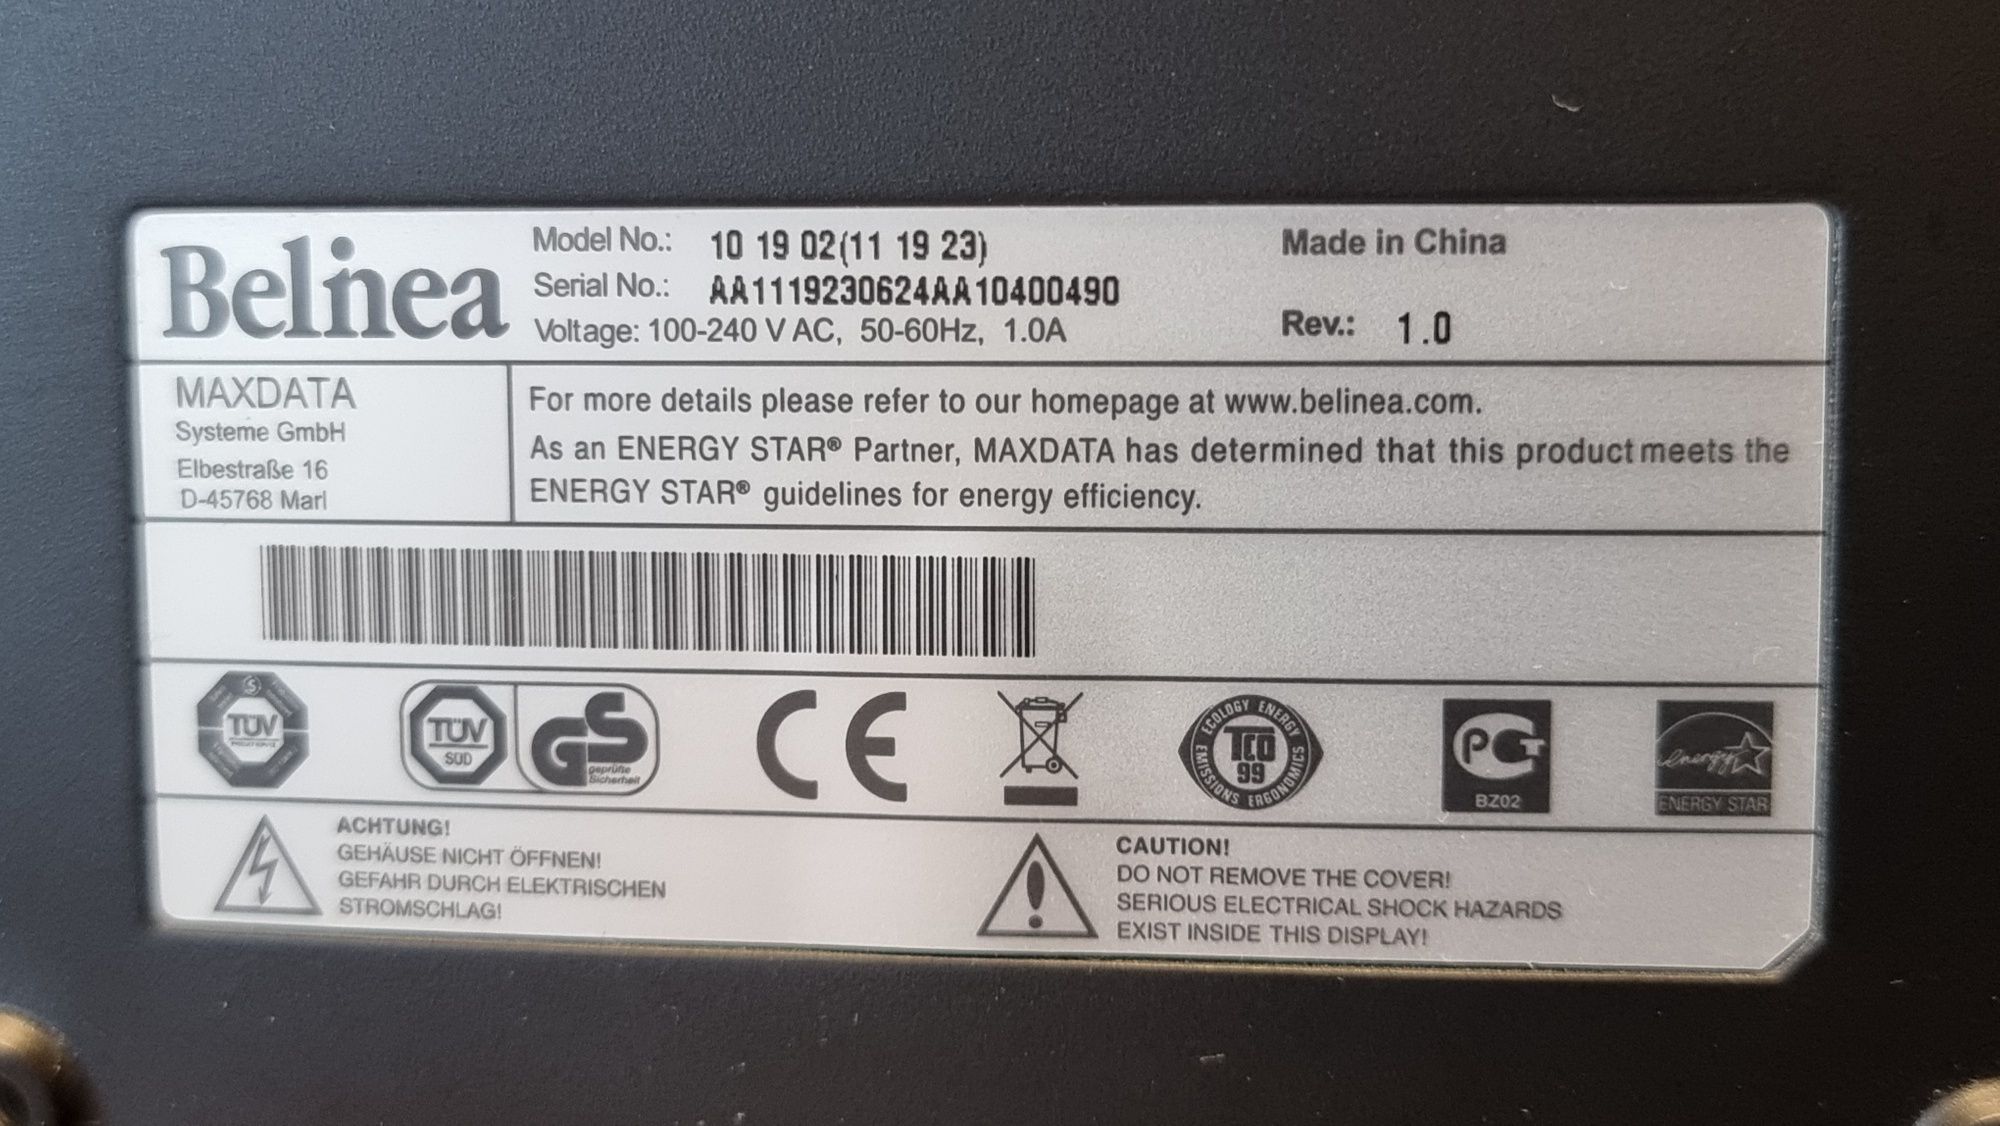 Belinea
Model No.: 10 19 02(11 19 23)
Made in China
Serial No.: AA1119230624AA10400490
Voltage: 100-240 V AC, 50-60Hz, 1.0A
Rev.: 1.0
MAXDATA
Systeme GmbH
Elbestraße 16
D-45768 Marl
For more details please refer to our homepage at www.belinea.com.
As an ENERGY STAR® Partner, MAXDATA has determined that this product meets the
ENERGY STAR® guidelines for energy efficiency.
TÜV
PRODUCT SERVICE
TÜV
SÜD
GS
geprüfte
Sicherheit
CE
ECOLOGY ENERGY
TCO
99
EMISSIONS ERGONOMICS
PCT
BZ02
energy
ENERGY STAR
ACHTUNG!
GEHÄUSE NICHT ÖFFNEN!
GEFAHR DURCH ELEKTRISCHEN
STROMSCHLAG!
CAUTION!
DO NOT REMOVE THE COVER!
SERIOUS ELECTRICAL SHOCK HAZARDS
EXIST INSIDE THIS DISPLAY!